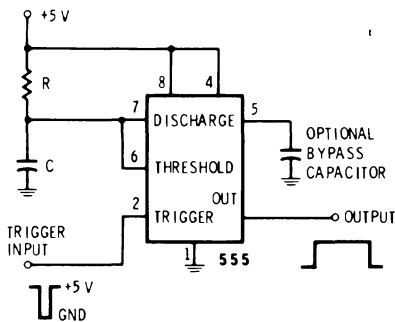 +5 V
R
C
8
4
7
DISCHARGE
5
6
THRESHOLD
OPTIONAL
BYPASS
CAPACITOR
2
TRIGGER
OUT
OUTPUT
TRIGGER
INPUT
1
555
+5 V
GND